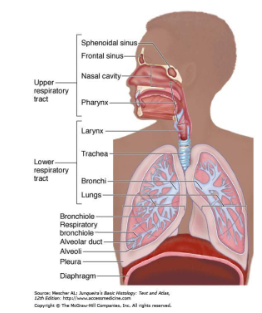 Sphenoidal sinus
Frontal sinus
Nasal cavity
Upper
respiratory
tract
Pharynx
Larynx
Trachea
Lower
respiratory
tract
Bronchi
Lungs
Bronchiole
Respiratory
bronchiole
Alveolar duct
Alveoli
Pleura
Diaphragm
Source: Mescher AL: Junqueira's Basic Histology: Text and Atlas,
12th Edition: http://www.accessmedicine.com
Copyright © The McGraw-Hill Companies, Inc. All rights reserved.